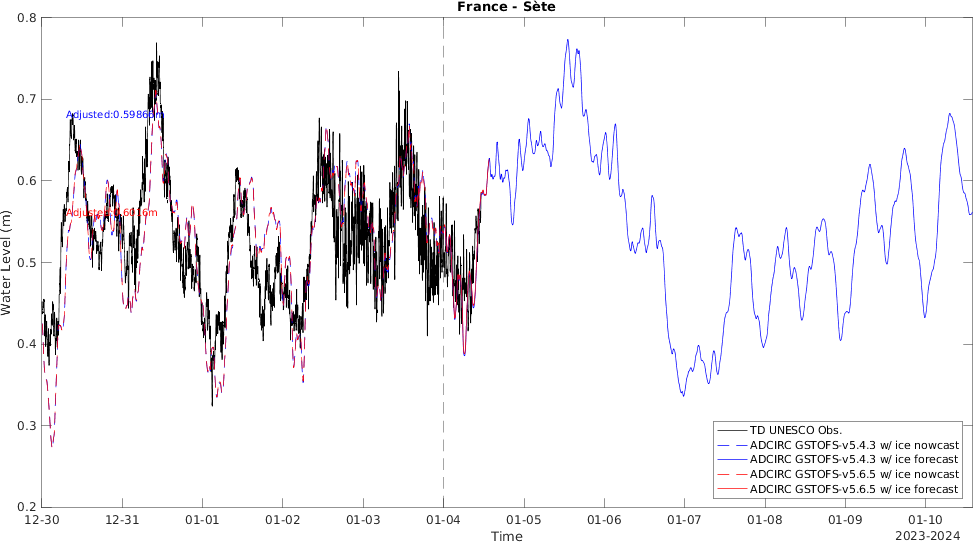 France - Sète
0.8
0.7
0.6
0.5
0.4
0.3
0.2
Water Level (m)
Adjusted:0.5986
12-30 12-31 01-01 01-02 01-03 01-04 01-05 01-06 01-07 01-08 01-09 01-10
Time
2023-2024
TD UNESCO Obs.
ADCIRC GSTOFS-v5.4.3 w/ ice nowcast
ADCIRC GSTOFS-v5.4.3 w/ ice forecast
ADCIRC GSTOFS-v5.6.5 w/ ice nowcast
ADCIRC GSTOFS-v5.6.5 w/ ice forecast